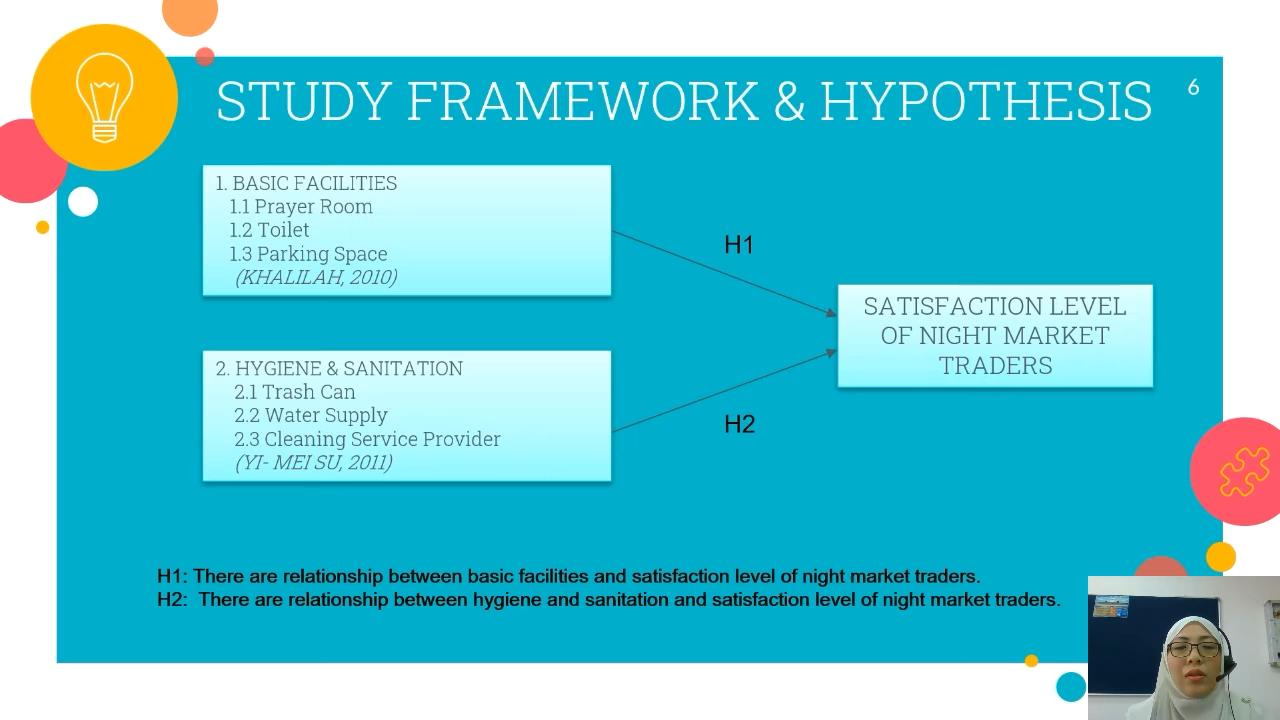 STUDY FRAMEWORK & HYPOTHESIS
6
1. BASIC FACILITIES
1.1 Prayer Room
1.2 Toilet
1.3 Parking Space
(KHALILAH, 2010)
H1
SATISFACTION LEVEL
OF NIGHT MARKET
TRADERS
2. HYGIENE & SANITATION
2.1 Trash Can
2.2 Water Supply
2.3 Cleaning Service Provider
(YI- MEI SU, 2011)
H2
H1: There are relationship between basic facilities and satisfaction level of night market traders.
H2:  There are relationship between hygiene and sanitation and satisfaction level of night market traders.